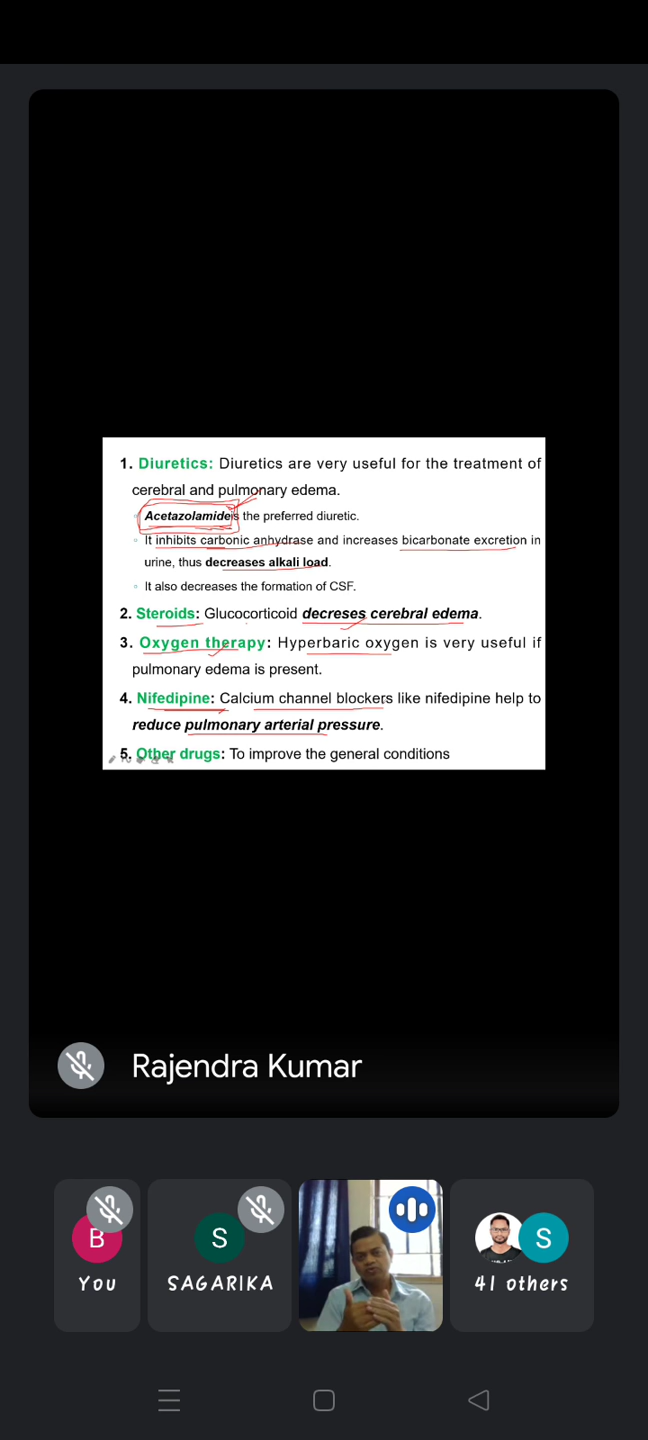 1. Diuretics: Diuretics are very useful for the treatment of
cerebral and pulmonary edema.
Acetazolamide is the preferred diuretic.
It inhibits carbonic anhydrase and increases bicarbonate excretion in
urine, thus decreases alkali load.
It also decreases the formation of CSF.
2. Steroids: Glucocorticoid decreses cerebral edema.
3. Oxygen therapy: Hyperbaric oxygen is very useful if
pulmonary edema is present.
4. Nifedipine: Calcium channel blockers like nifedipine help to
reduce pulmonary arterial pressure.
5. Other drugs: To improve the general conditions
Rajendra Kumar
B
S
S
You
SAGARIKA
41 others